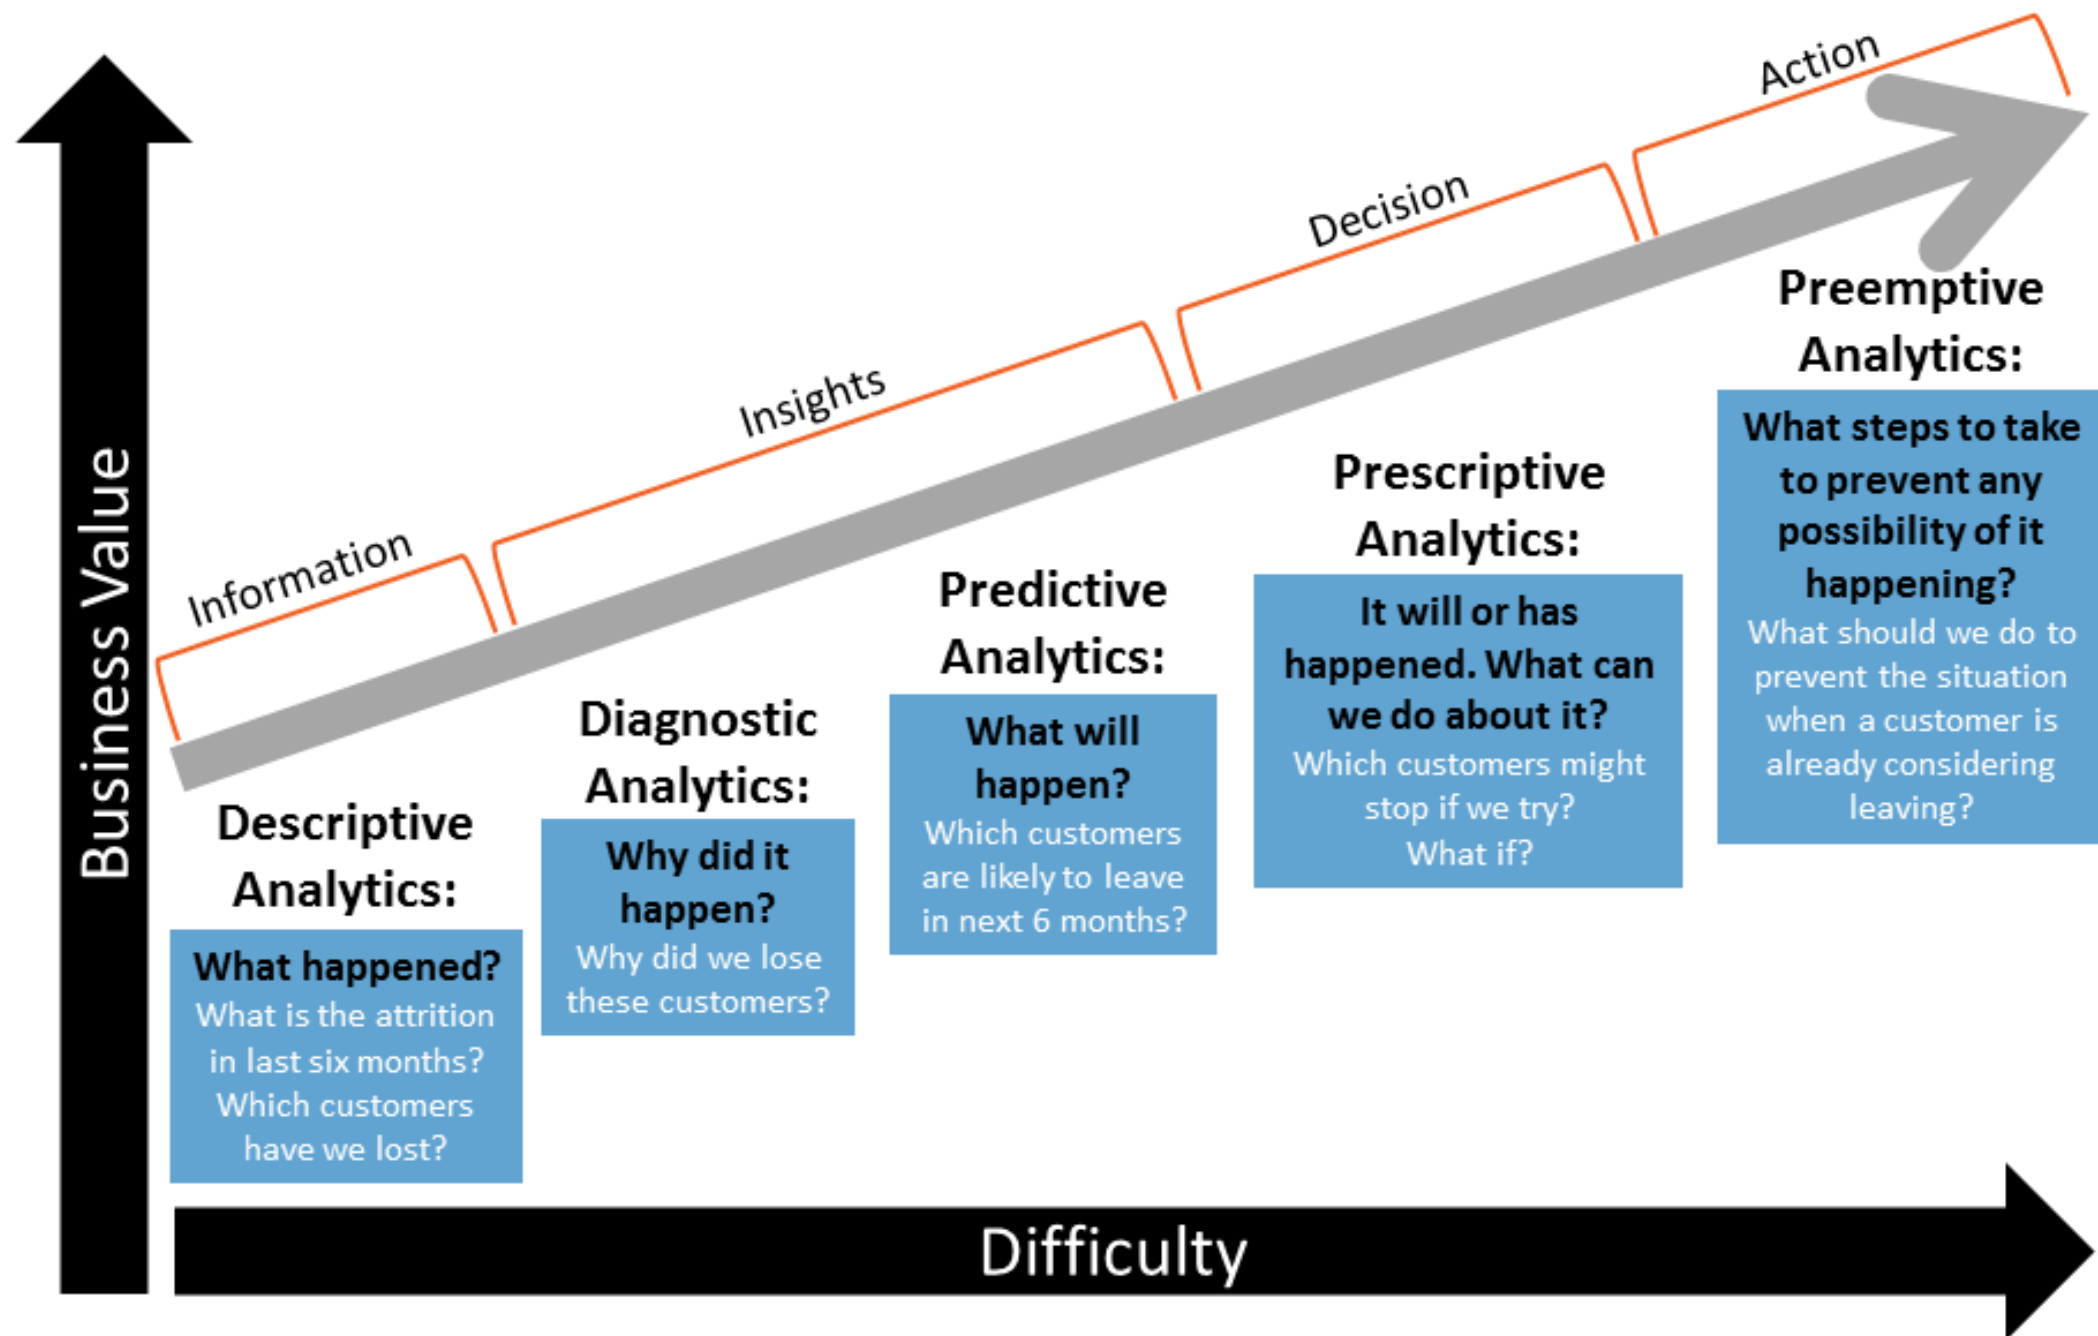 Action
Decision
Insights
Information
Business Value
Descriptive
Analytics:
What happened?
What is the attrition
in last six months?
Which customers
have we lost?
Diagnostic
Analytics:
Why did it
happen?
Why did we lose
these customers?
Predictive
Analytics:
What will
happen?
Which customers
are likely to leave
in next 6 months?
Prescriptive
Analytics:
It will or has
happened. What can
we do about it?
Which customers might
stop if we try?
What if?
Preemptive
Analytics:
What steps to take
to prevent any
possibility of it
happening?
What should we do to
prevent the situation
when a customer is
already considering
leaving?
Difficulty